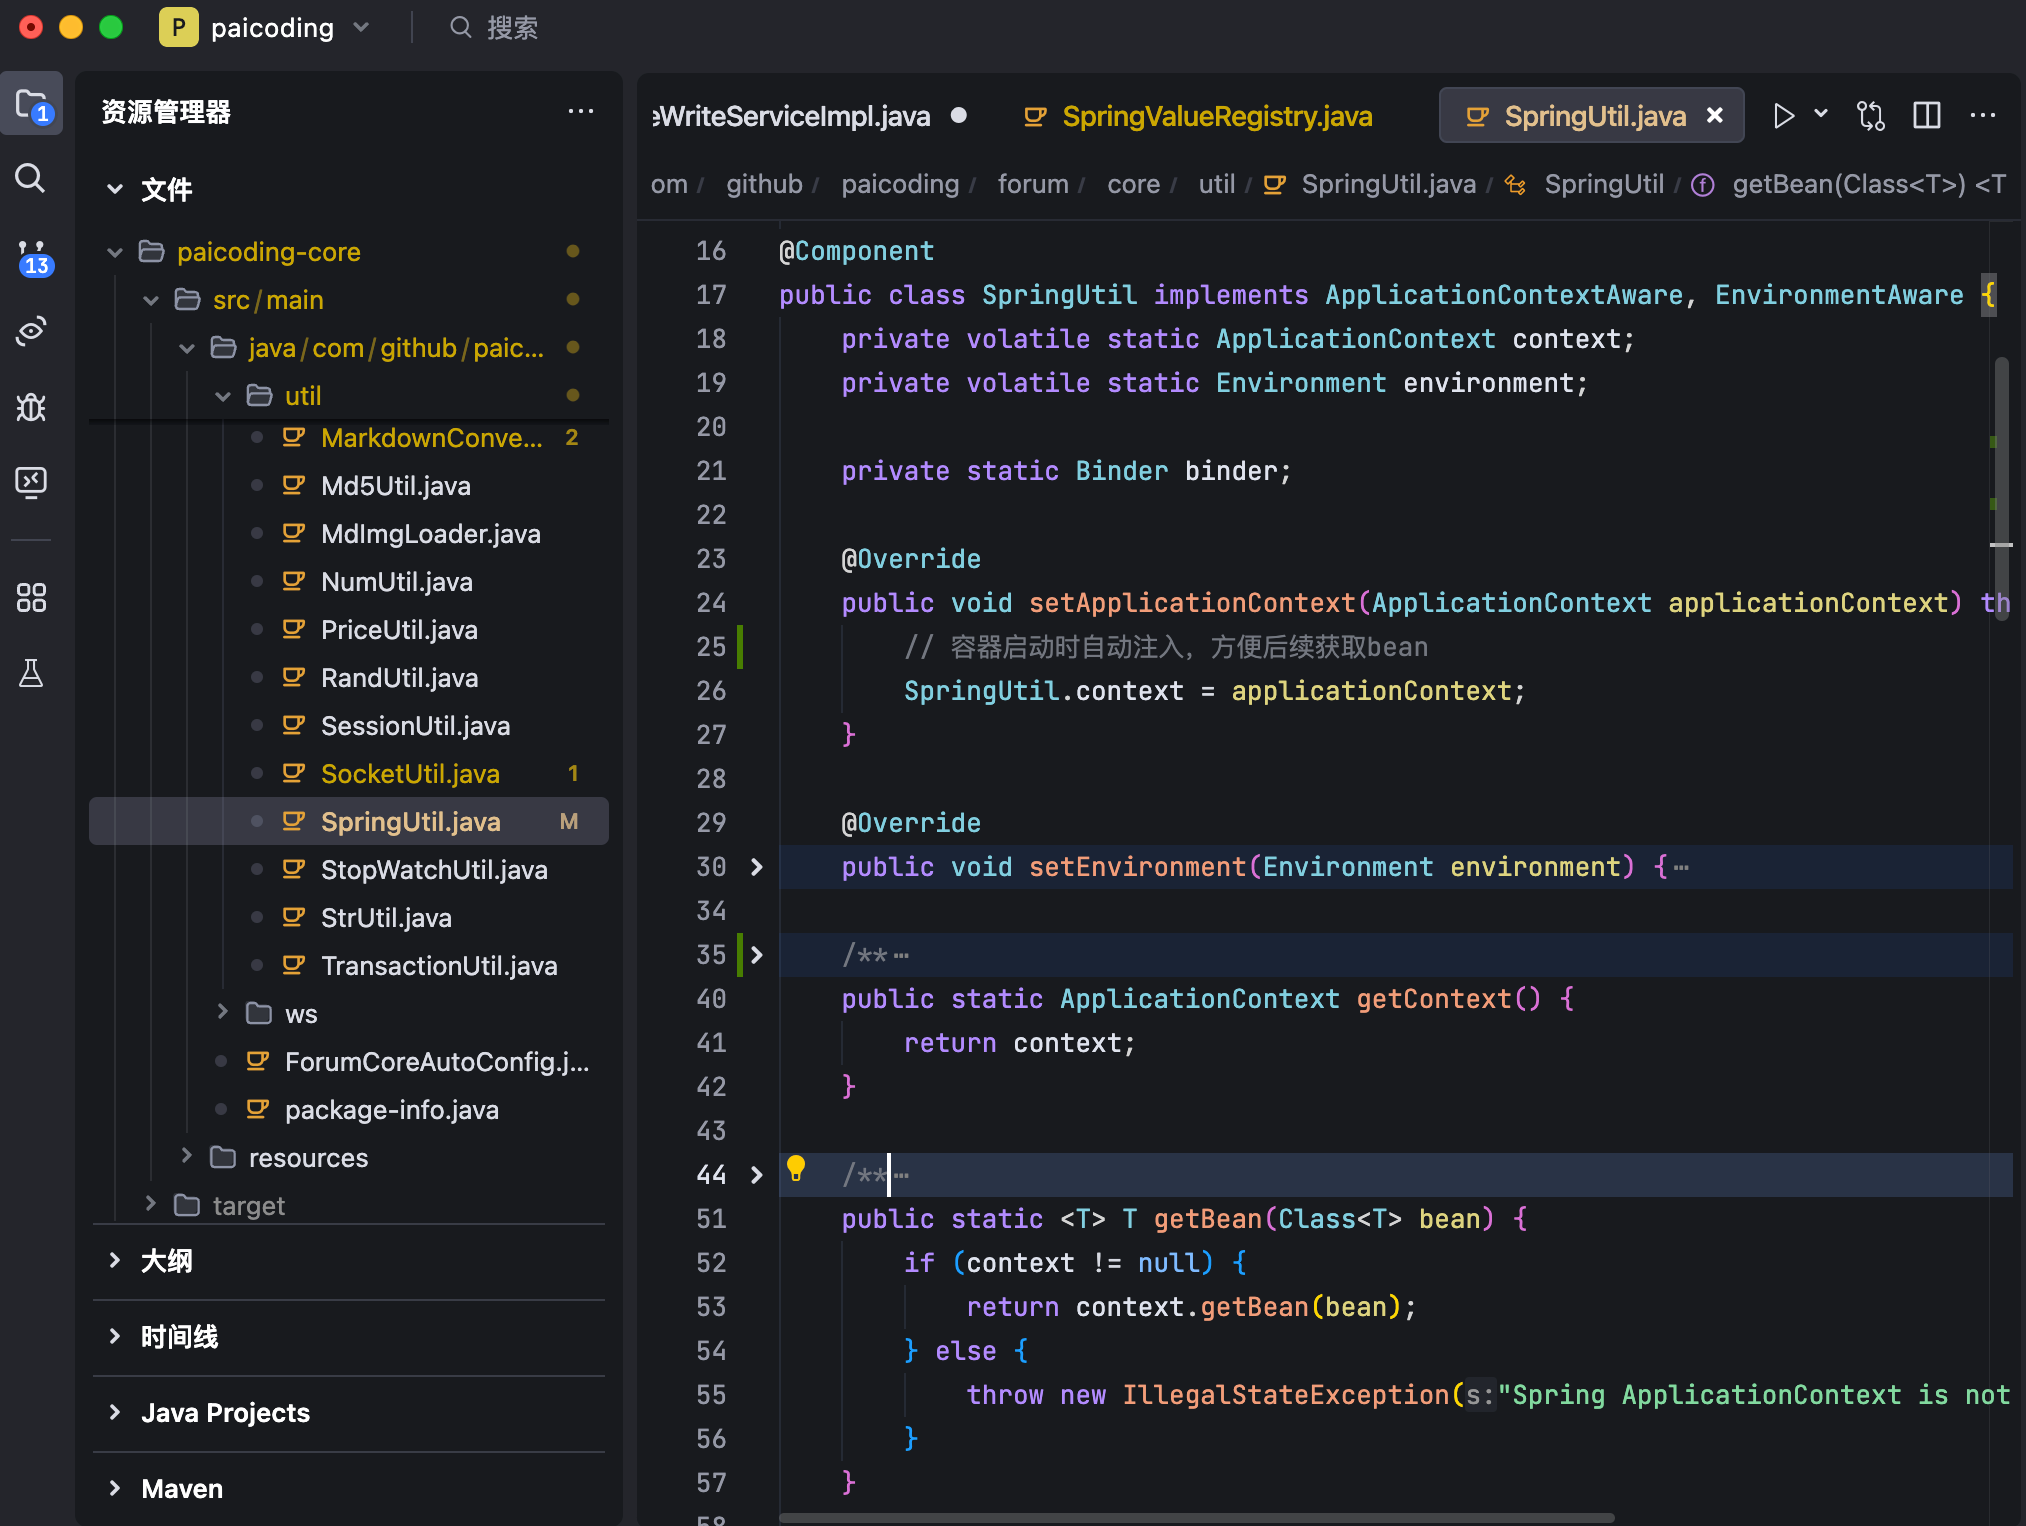 P paicoding 搜索
1
13
资源管理器
文件
paicoding-core
src/main
java/com/github/paic...
util
MarkdownConve... 2
Md5Util.java
MdImgLoader.java
NumUtil.java
PriceUtil.java
RandUtil.java
SessionUtil.java
SocketUtil.java 1
SpringUtil.java M
StopWatchUtil.java
StrUtil.java
TransactionUtil.java
ws
ForumCoreAutoConfig.j...
package-info.java
resources
target
大纲
时间线
Java Projects
Maven
eWriteServiceImpl.java SpringValueRegistry.java SpringUtil.java
om / github / paicoding / forum / core / util / SpringUtil.java / SpringUtil / getBean(Class<T>) <T
16 @Component
17 public class SpringUtil implements ApplicationContextAware, EnvironmentAware {
18 private volatile static ApplicationContext context;
19 private volatile static Environment environment;
20
21 private static Binder binder;
22
23 @Override
24 public void setApplicationContext(ApplicationContext applicationContext) th
25 // 容器启动时自动注入，方便后续获取bean
26 SpringUtil.context = applicationContext;
27 }
28
29 @Override
30 public void setEnvironment(Environment environment) {…
34
35 /**…
40 public static ApplicationContext getContext() {
41 return context;
42 }
43
44 /**…
51 public static <T> T getBean(Class<T> bean) {
52 if (context != null) {
53 return context.getBean(bean);
54 } else {
55 throw new IllegalStateException(s:"Spring ApplicationContext is not
56 }
57 }
58